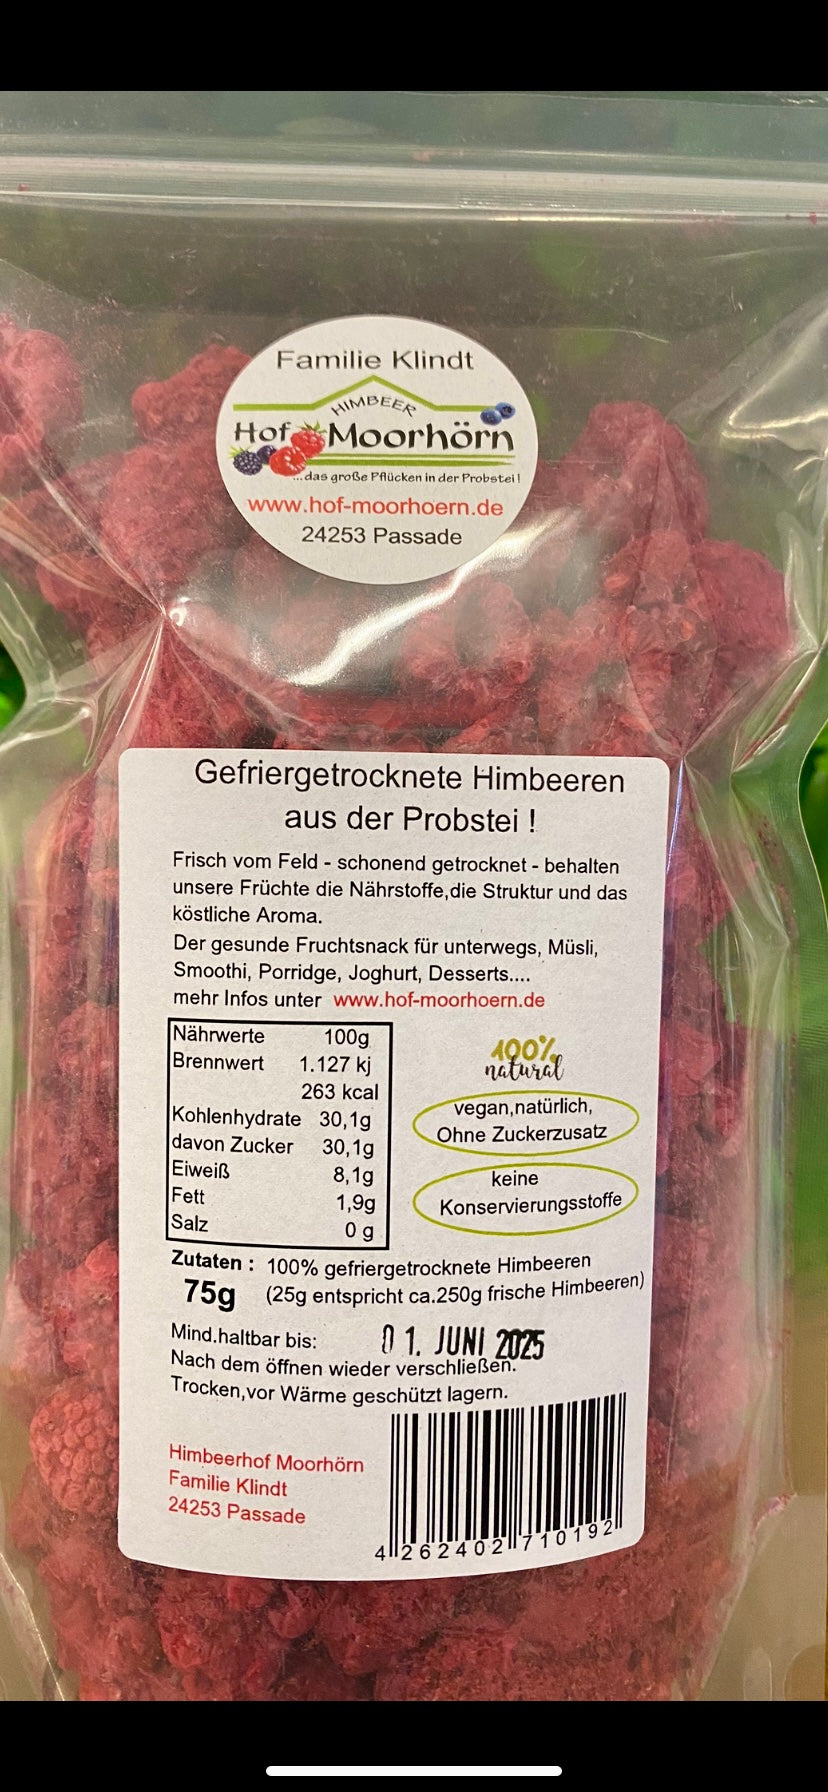 Familie Klindt
HIMBEER
Hof Moorhörn
...das große Pflücken in der Probstei!
www.hof-moorhoern.de
24253 Passade
Gefriergetrocknete Himbeeren
aus der Probstei !
Frisch vom Feld - schonend getrocknet - behalten
unsere Früchte die Nährstoffe,die Struktur und das
köstliche Aroma.
Der gesunde Fruchtsnack für unterwegs, Müsli,
Smoothi, Porridge, Joghurt, Desserts....
mehr Infos unter www.hof-moorhoern.de
Nährwerte 100g
Brennwert 1.127 kj
263 kcal
Kohlenhydrate 30,1g
davon Zucker 30,1g
Eiweiß 8,1g
Fett 1,9g
Salz 0 g
100%
natural
vegan,natürlich,
Ohne Zuckerzusatz
keine
Konservierungsstoffe
Zutaten : 100% gefriergetrocknete Himbeeren
75g (25g entspricht ca.250g frische Himbeeren)
Mind.haltbar bis: 0 1. JUNI 2025
Nach dem öffnen wieder verschließen.
Trocken,vor Wärme geschützt lagern.
Himbeerhof Moorhörn
Familie Klindt
24253 Passade
4 262402 710192